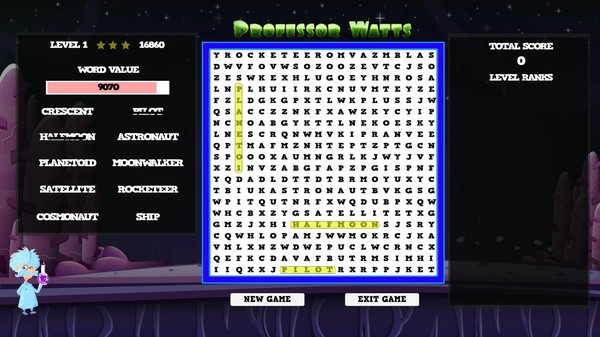 PROFESSOR WATTS
LEVEL 1 16860
WORD VALUE
9070
CRESCENT PILOT
HALFMOON ASTRONAUT
PLANETOID MOONWALKER
SATELLITE ROCKETEER
COSMONAUT SHIP
Y R O C K E T E E R O M V A Z M B L A S
D W V F O V W S O Z O O Z E V T C J S O
Z E S W K E X H L U G O E Y H N R O S A
L N P L H U I I R K C N U V M T E Y Z E
F Z L D G K G P X T L W K P L U S S J W
Q S A C Z Z N K F X A W Z K Y C Y I P
N C N O A B G Y K T T L N E K O E S K Y
L N E S C R Q N W M V K I P R A N V E E
Q P T M A F M Z N H T E P T Z P T G C N
S F O O O X A U M N G R L K J W Y J V F
X Z I N V Z A B G F A P Z P G I S P N F
Y Q D A D L D T T D T B R M O Y U X Y C
T B I U K A S T R O N A U T B V K G S G
W P I T Q U T N R F X W Q D U B P X Q W
W H C B X Z Y G S A T E L L I T E T X G
G M Z J X H I H A L F M O O N S J S R Y
L Q W H L O P A M J W W M O K R C J K A
V M L X N Z W D W E P U C L W C R N C X
Q E F K C D A V A F B U T R M S I M H I
I I Q X X J P I L O T R X R P P J K E T
NEW GAME EXIT GAME
TOTAL SCORE
0
LEVEL RANKS